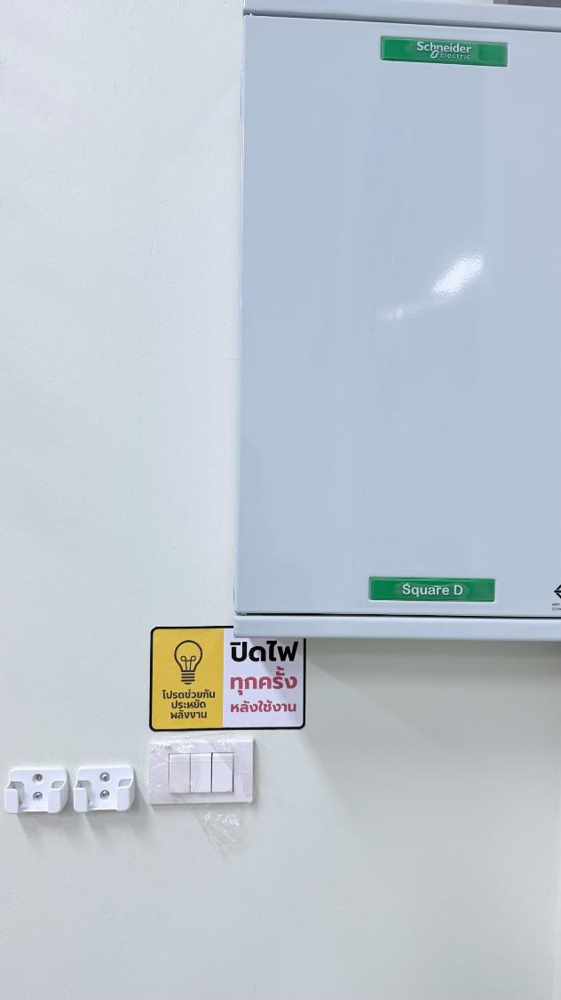 Schneider
Electric
Square D
ปิดไฟ
ทุกครั้ง
หลังใช้งาน
โปรดช่วยกัน
ประหยัด
พลังงาน